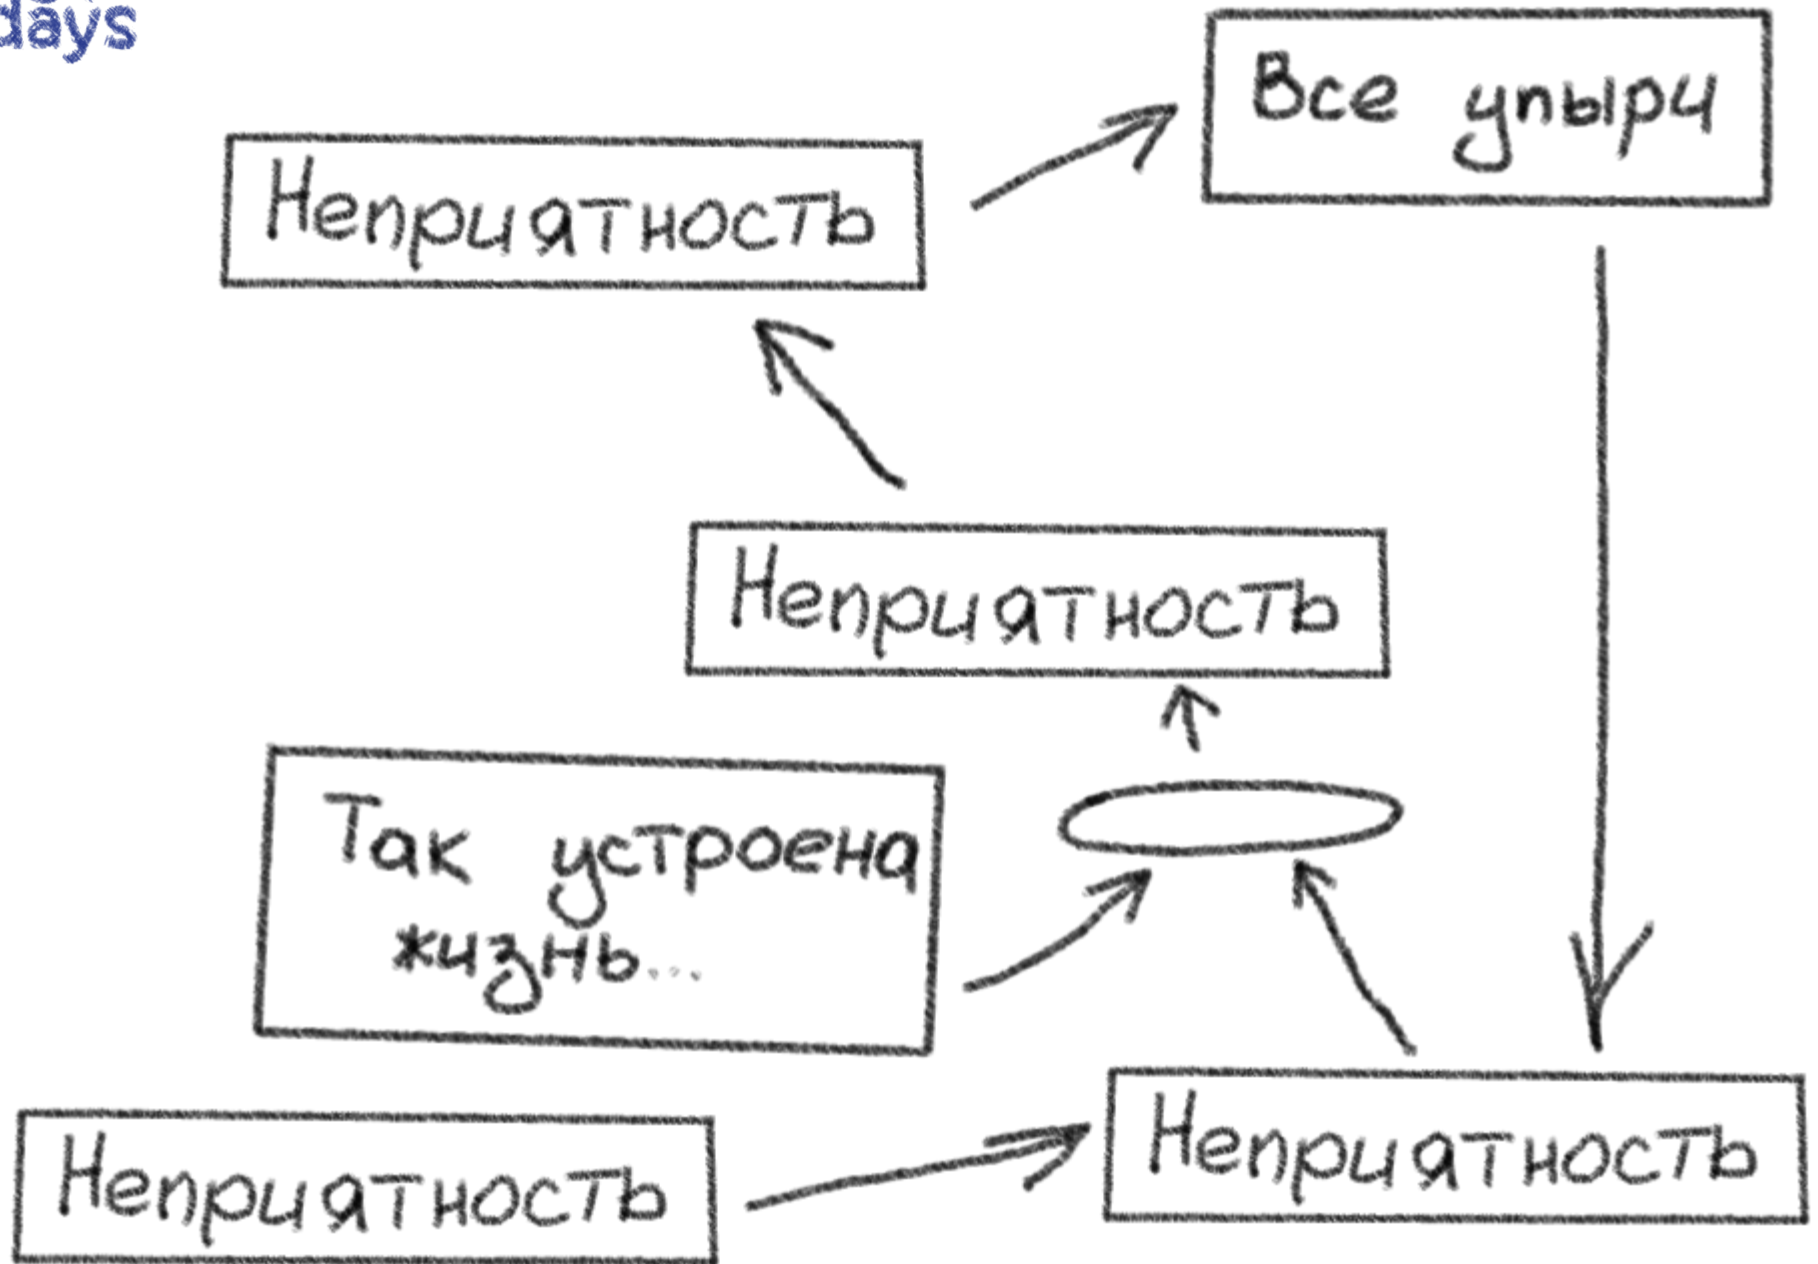 days
Все упыри
Неприятность
Неприятность
Так устроена
жизнь...
Неприятность
Неприятность